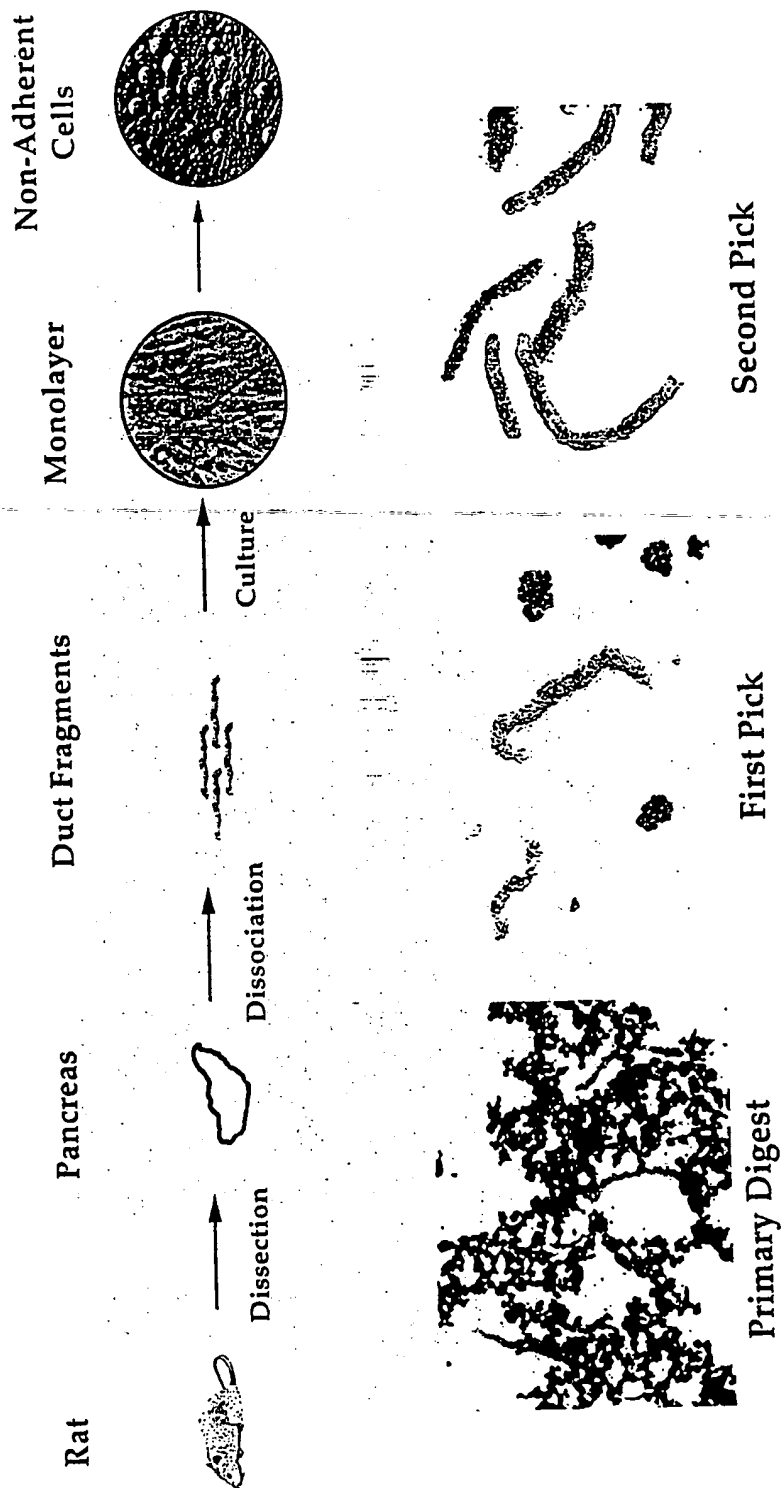 Rat
Pancreas
Duct Fragments
Monolayer
Non-Adherent
Cells
Dissection
Dissociation
Culture
Primary Digest
First Pick
Second Pick